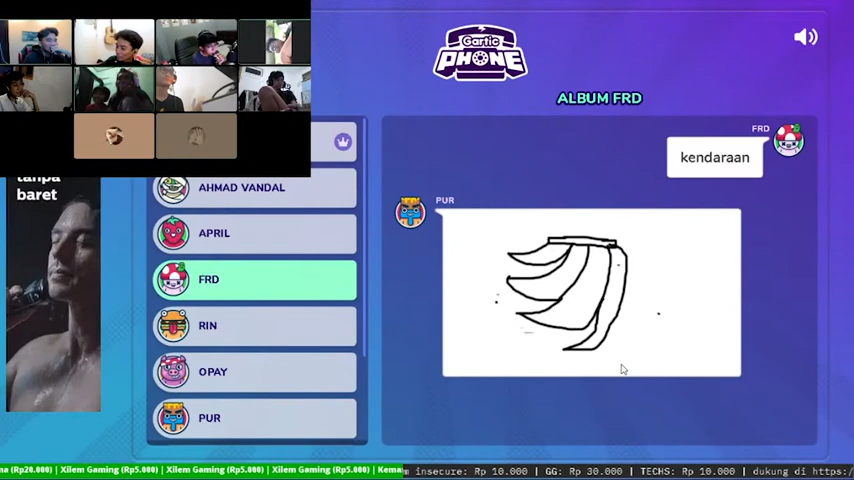 Gartic
PHONE
ALBUM FRD
FRD
kendaraan
PUR
tanpa
baret
AHMAD VANDAL
APRIL
FRD
RIN
OPAY
PUR
ma (Rp20.000) | Xilem Gaming (Rp5.000) | Xilem Gaming (Rp5.000) | Xilem Gaming (Rp5.000) | Kema
m insecure: Rp 10.000 | GG: Rp 30.000 | TECHS: Rp 10.000 | dukung di https:/